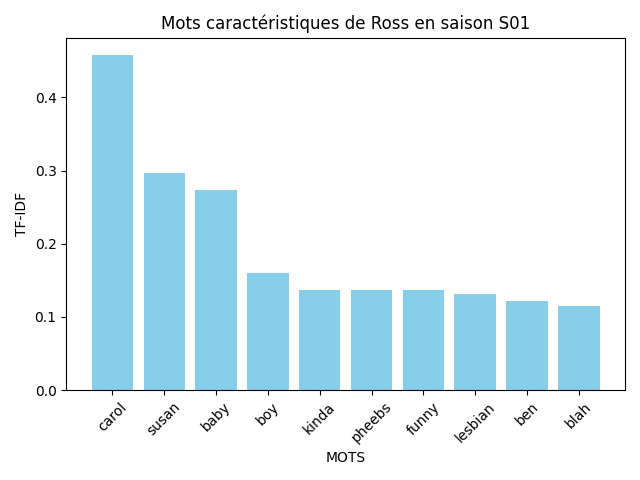 Mots caractéristiques de Ross en saison S01
TF-IDF
0.4
0.3
0.2
0.1
0.0
carol
susan
baby
boy
kinda
pheebs
funny
lesbian
ben
blah
MOTS